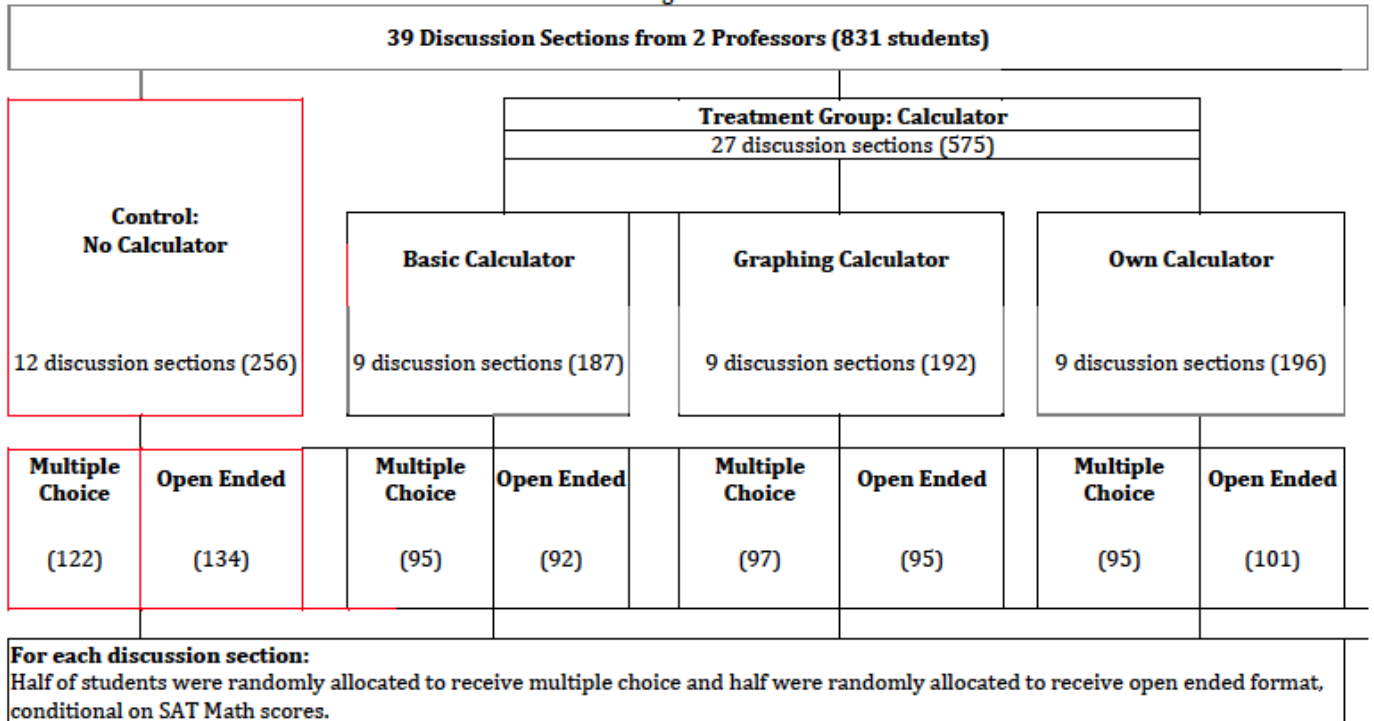 39 Discussion Sections from 2 Professors (831 students)
Treatment Group: Calculator
27 discussion sections (575)
Control:
No Calculator
12 discussion sections (256)
Basic Calculator
9 discussion sections (187)
Graphing Calculator
9 discussion sections (192)
Own Calculator
9 discussion sections (196)
Multiple
Choice
(122)
Open Ended
(134)
Multiple
Choice
(95)
Open Ended
(92)
Multiple
Choice
(97)
Open Ended
(95)
Multiple
Choice
(95)
Open Ended
(101)
For each discussion section:
Half of students were randomly allocated to receive multiple choice and half were randomly allocated to receive open ended format,
conditional on SAT Math scores.